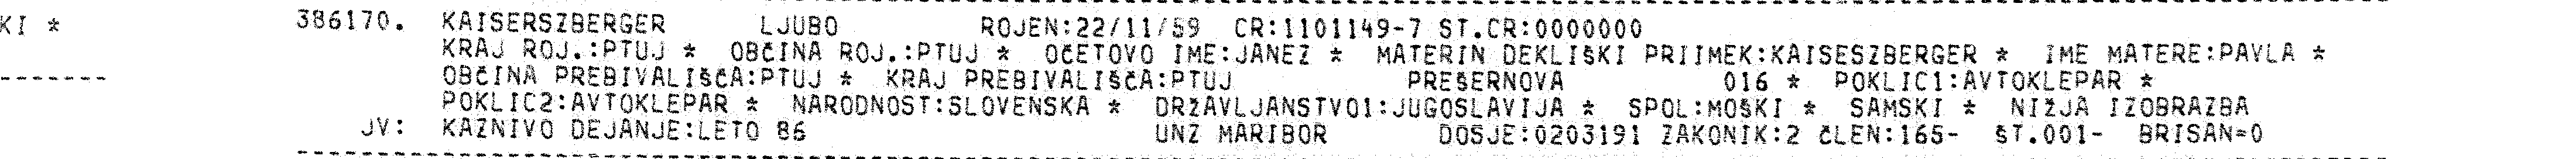 KI * 386170. KAISERSZBERGER LJUBO ROJEN:22/11/59 CR:1101149-7 ST.CR:0000000
KRAJ ROJ.:PTUJ * OBČINA ROJ.:PTUJ * OČETOVO IME:JANEZ * MATERIN DEKLIŠKI PRIIMEK:KAISESZBERGER * IME MATERE:PAVLA *
------- OBČINA PREBIVALIŠČA:PTUJ * KRAJ PREBIVALIŠČA:PTUJ PREŠERNOVA 016 * POKLIC1:AVTOKLEPAR *
POKLIC2:AVTOKLEPAR * NARODNOST:SLOVENSKA * DRŽAVLJANSTVO1:JUGOSLAVIJA * SPOL:MOŠKI * SAMSKI * NIŽJA IZOBRAZBA
JV: KAZNIVO DEJANJE:LETO 86 UNZ MARIBOR DOSJE:0203191 ZAKONIK:2 ČLEN:165- ŠT.001- BRISAN=0